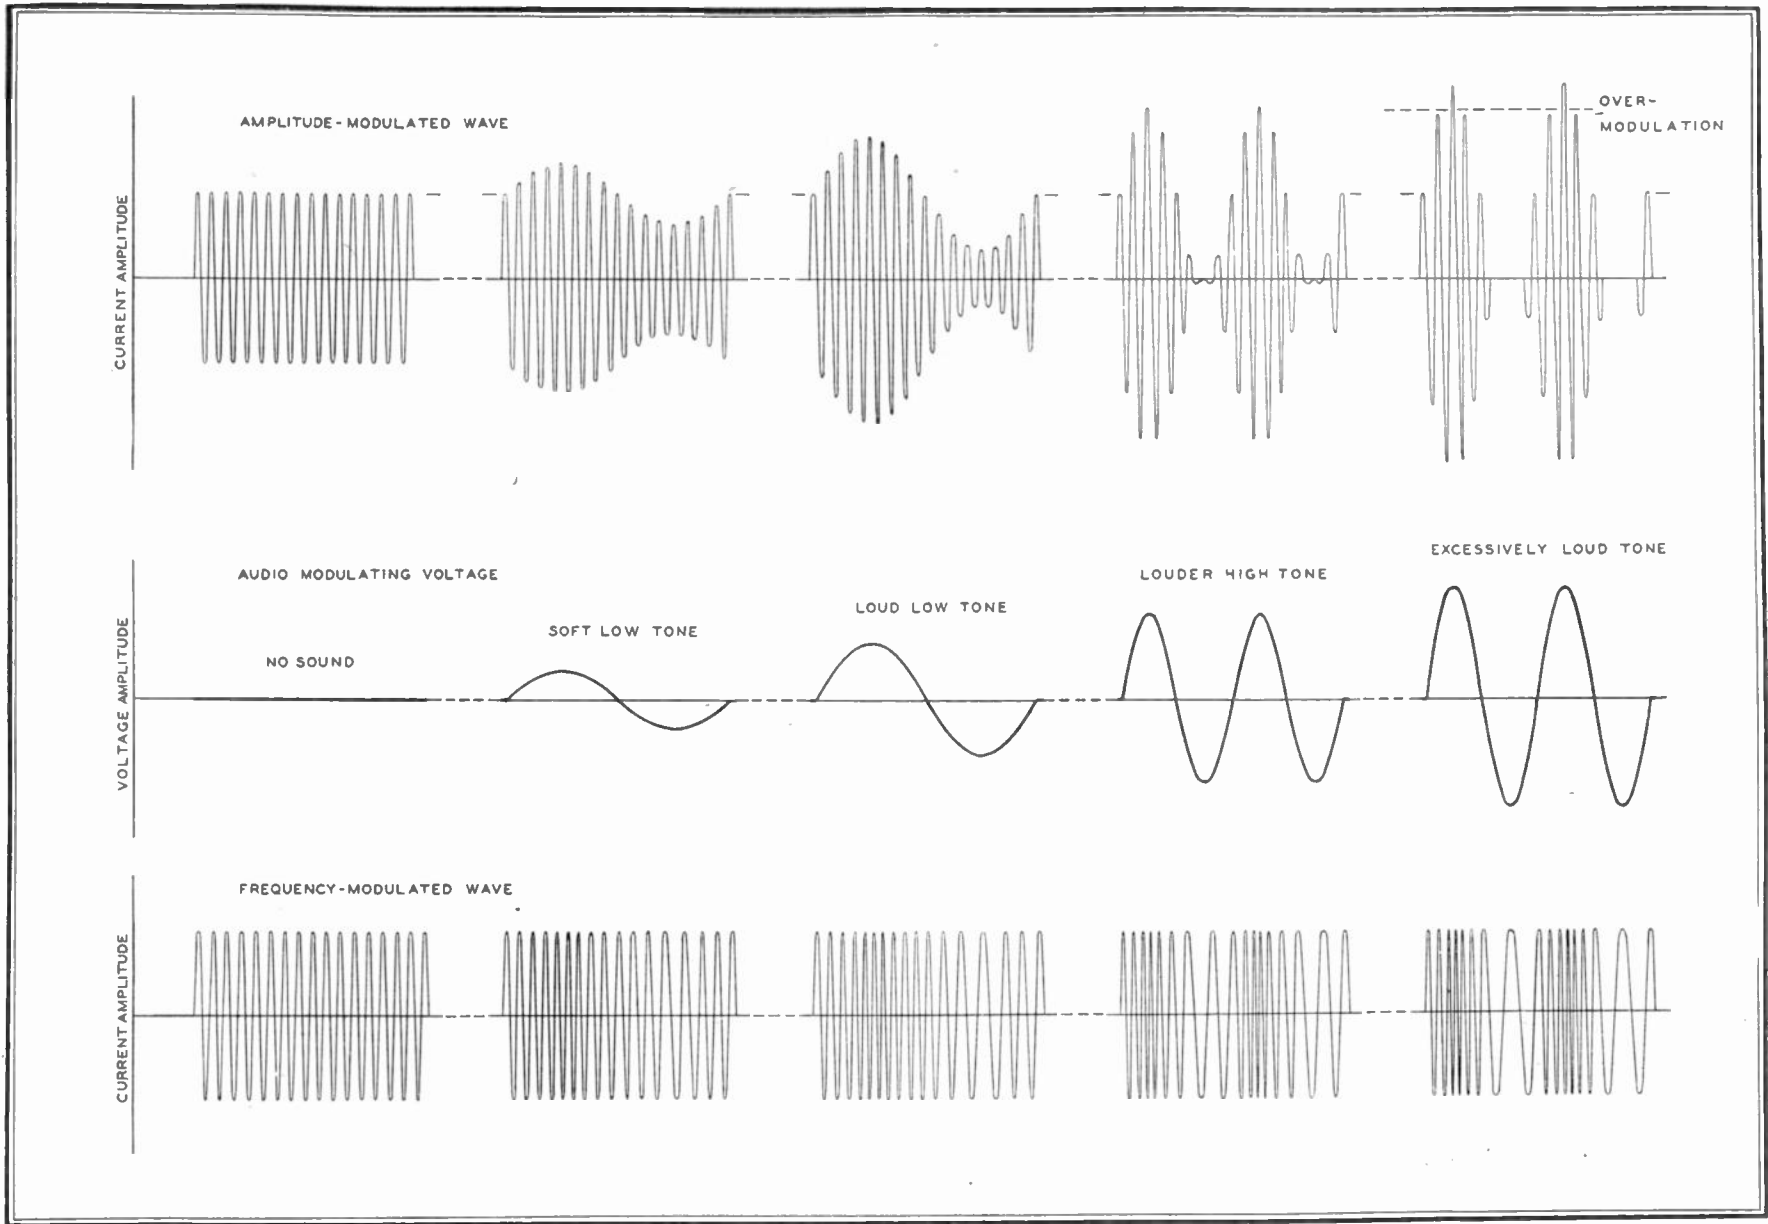 AMPLITUDE-MODULATED WAVE
OVER-
MODULATION
CURRENT AMPLITUDE
AUDIO MODULATING VOLTAGE
NO SOUND
SOFT LOW TONE
LOUD LOW TONE
LOUDER HIGH TONE
EXCESSIVELY LOUD TONE
VOLTAGE AMPLITUDE
FREQUENCY-MODULATED WAVE
CURRENT AMPLITUDE